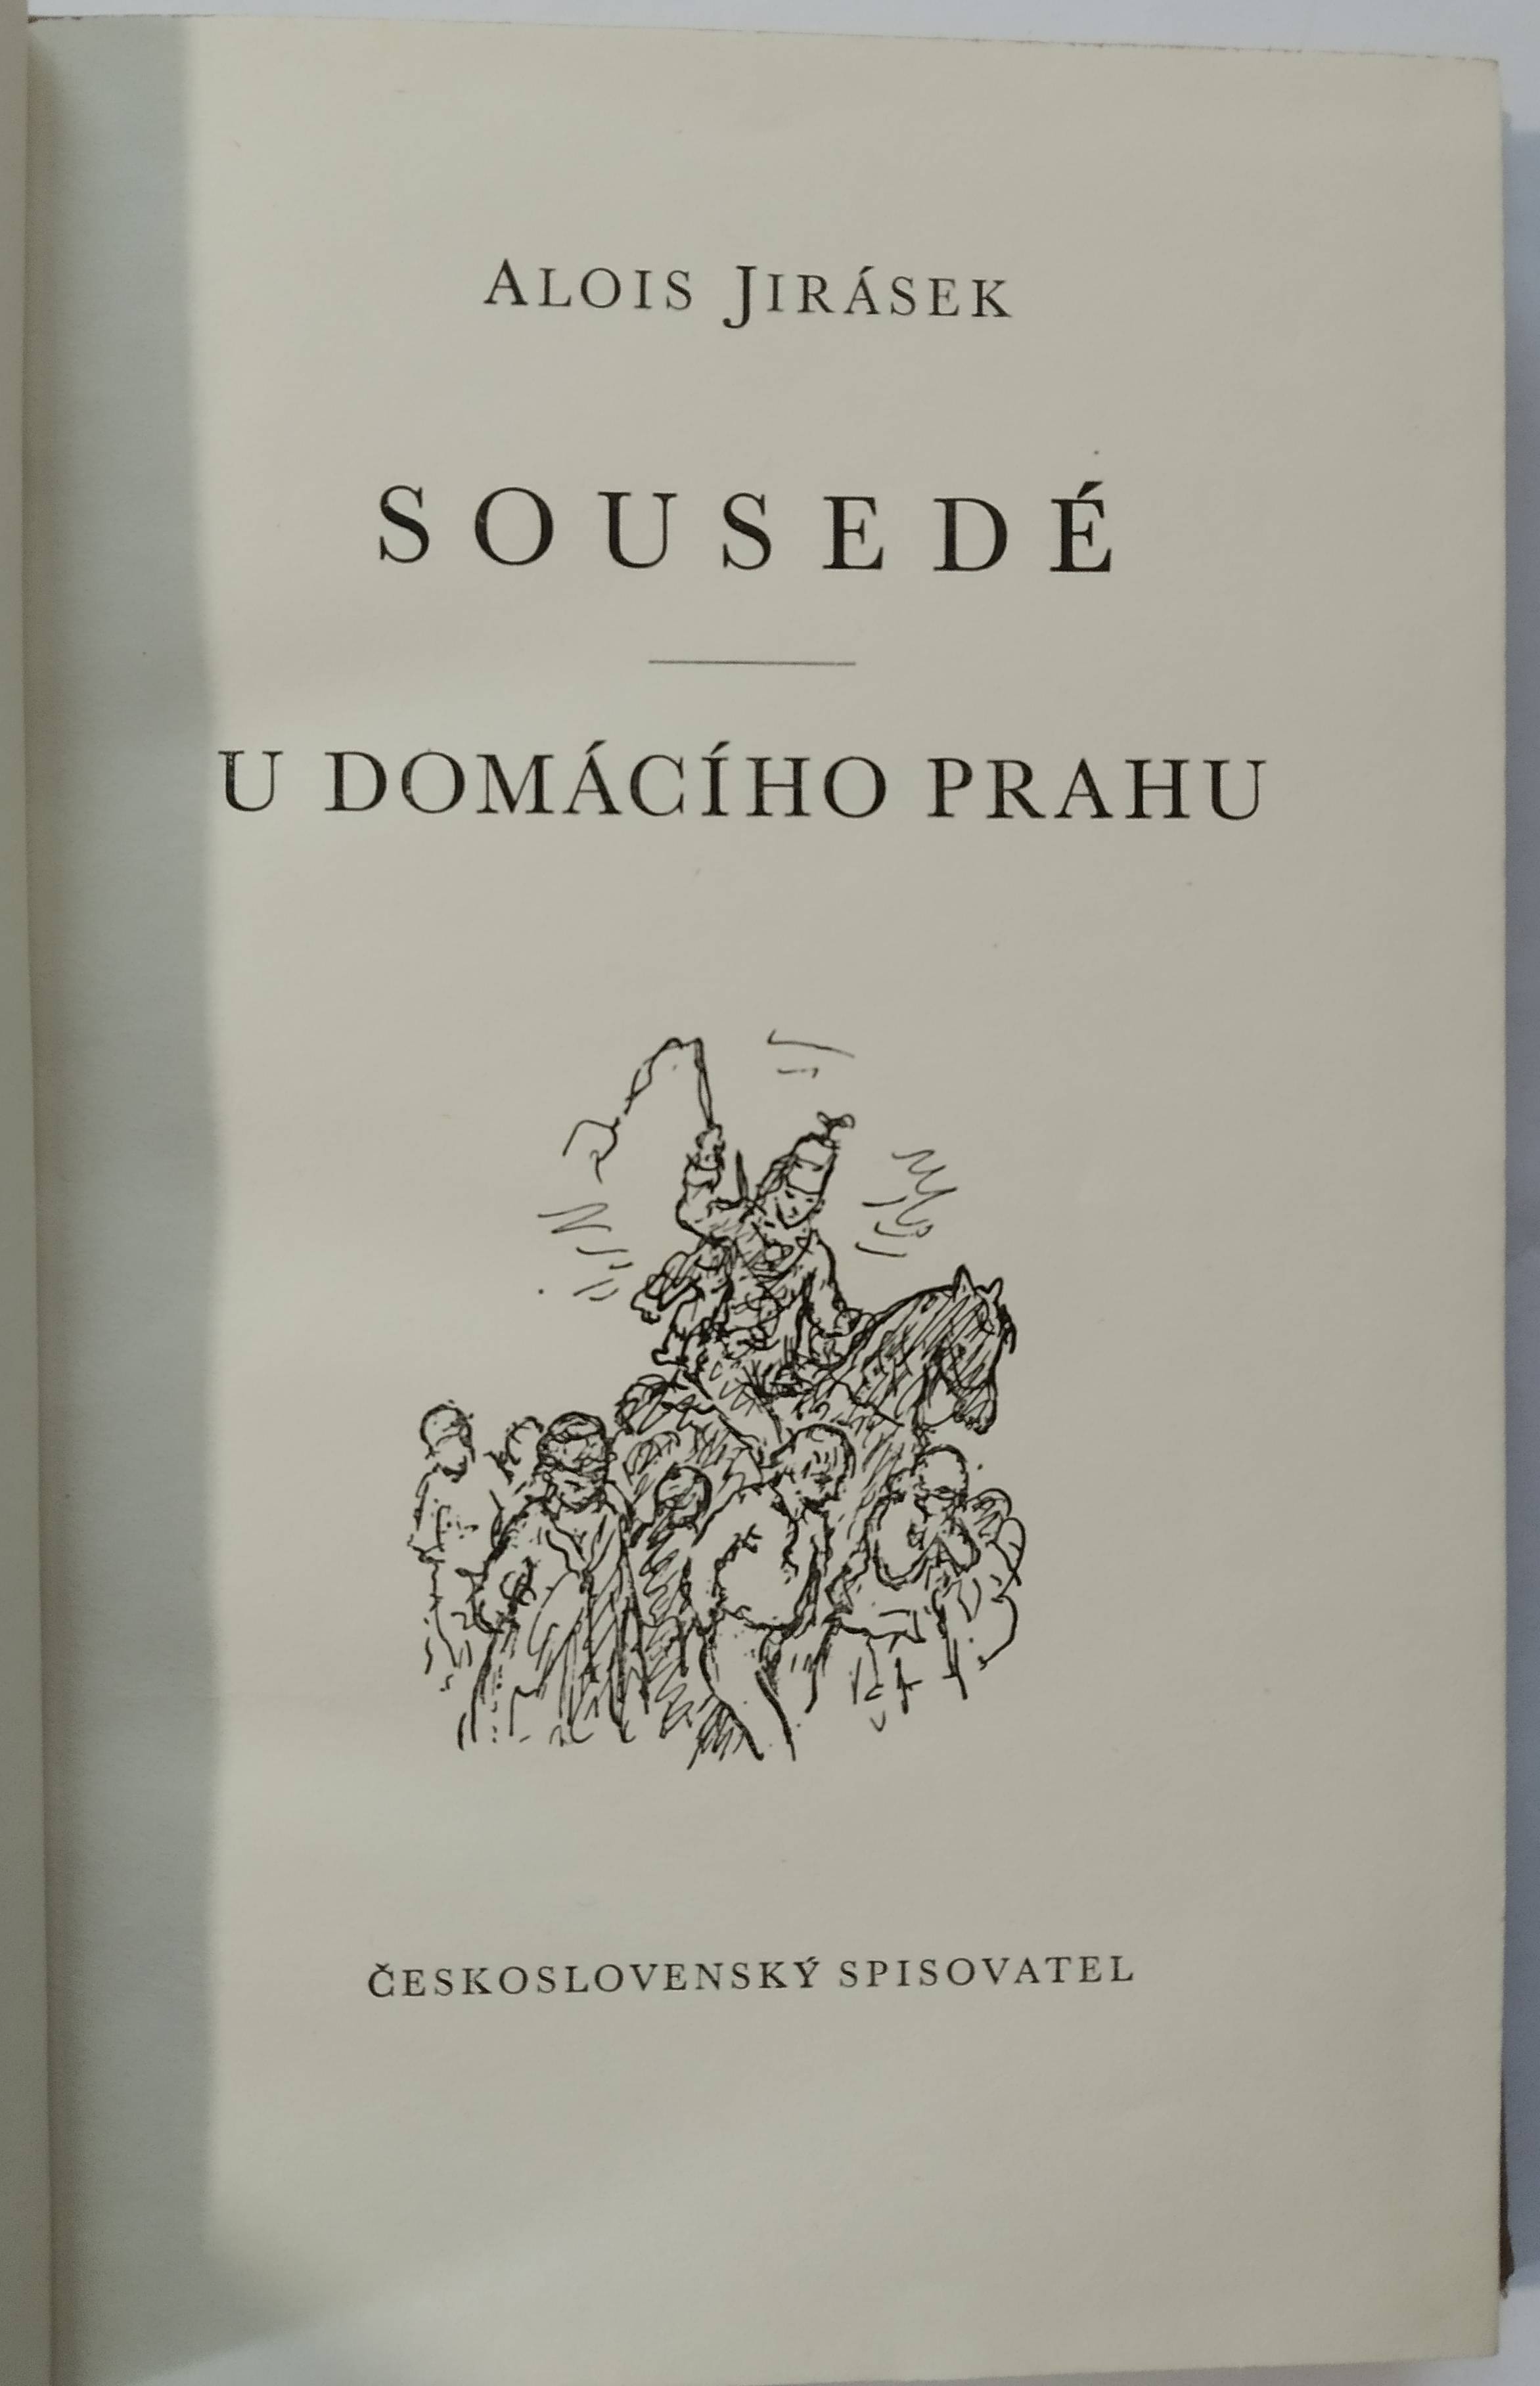 ALOIS JIRÁSEK
SOUSEDÉ
U DOMÁCÍHO PRAHU
ČESKOSLOVENSKÝ SPISOVATEL